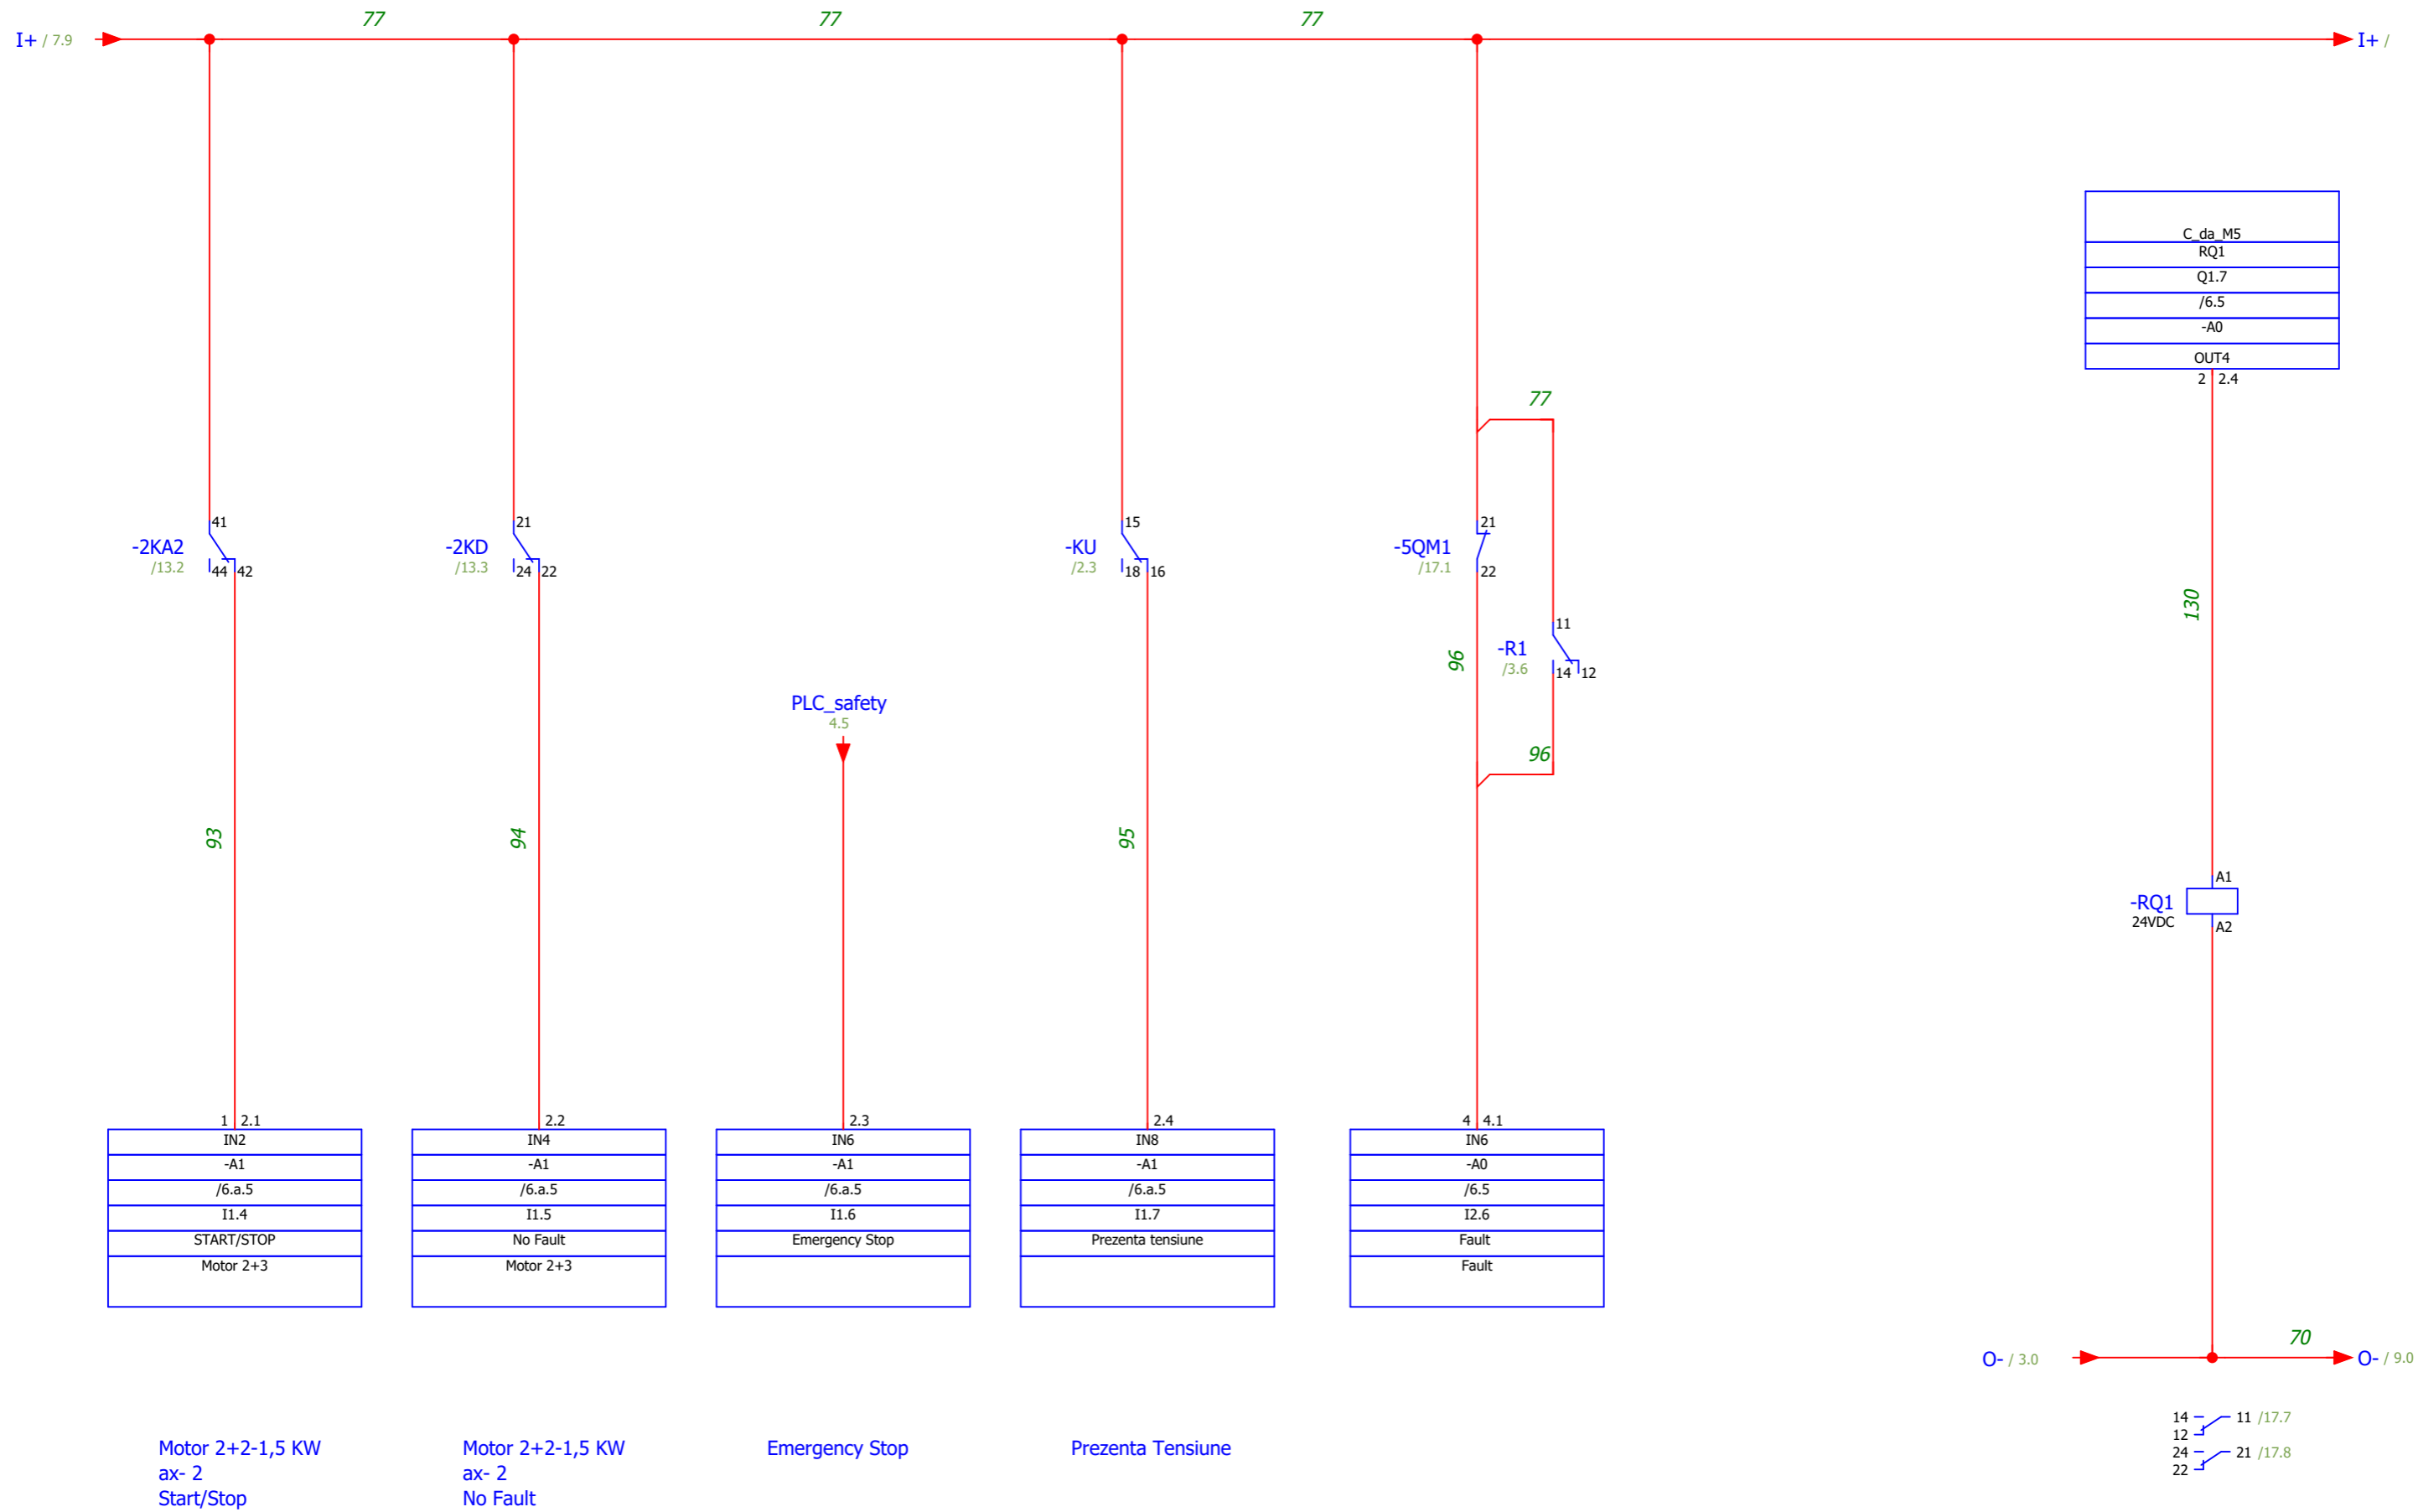 77
77
77
I+ / 7.9
I+ /
C_da_M5
RQ1
Q1.7
/6.5
-A0
OUT4
2 2.4
77
-2KA2
/13.2
41
44 42
-2KD
/13.3
21
24 22
-KU
/2.3
15
18 16
-5QM1
/17.1
21
22
130
-R1
/3.6
11
14 12
96
PLC_safety
4.5
96
93
94
95
-RQ1
24VDC
A1
A2
1 2.1
IN2
-A1
/6.a.5
I1.4
START/STOP
Motor 2+3
2.2
IN4
-A1
/6.a.5
I1.5
No Fault
Motor 2+3
2.3
IN6
-A1
/6.a.5
I1.6
Emergency Stop
2.4
IN8
-A1
/6.a.5
I1.7
Prezenta tensiune
4 4.1
IN6
-A0
/6.5
I2.6
Fault
Fault
70
O- / 3.0
O- / 9.0
14 11 /17.7
12
24 21 /17.8
22
Motor 2+2-1,5 KW
ax- 2
Start/Stop
Motor 2+2-1,5 KW
ax- 2
No Fault
Emergency Stop
Prezenta Tensiune